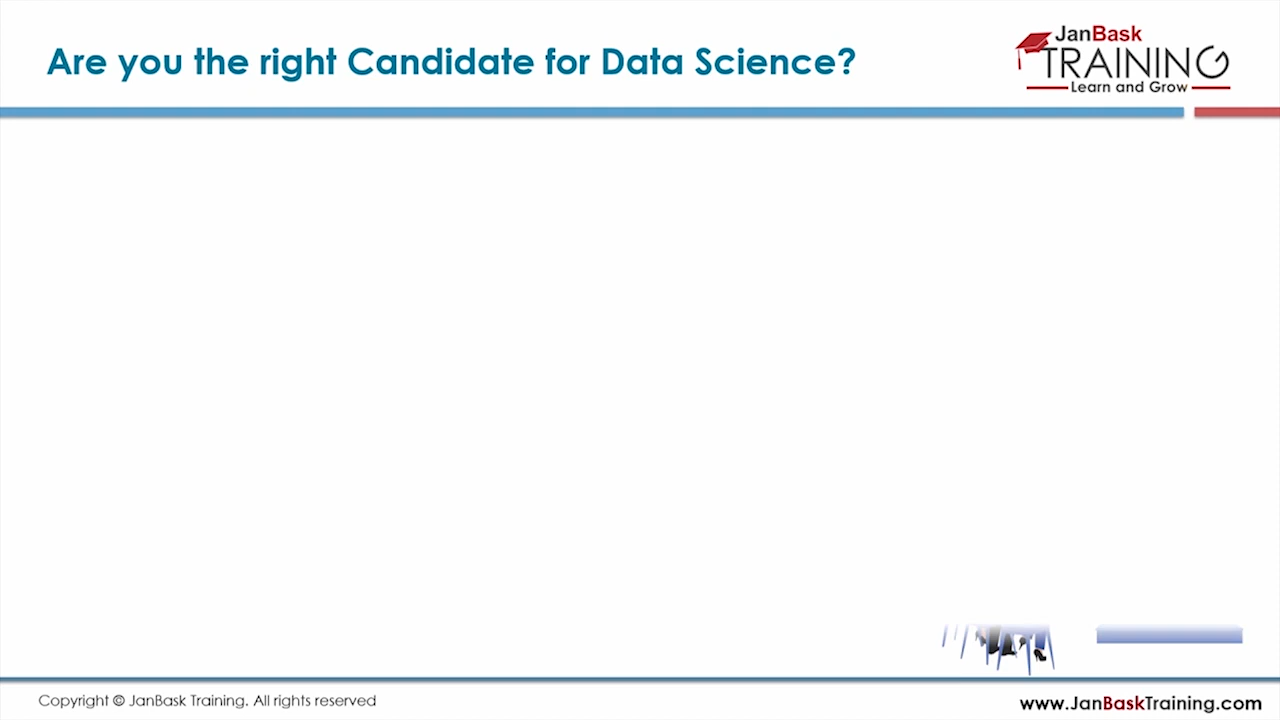 Are you the right Candidate for Data Science?
JanBask
TRAINING
Learn and Grow
Copyright © JanBask Training. All rights reserved
www.JanBaskTraining.com